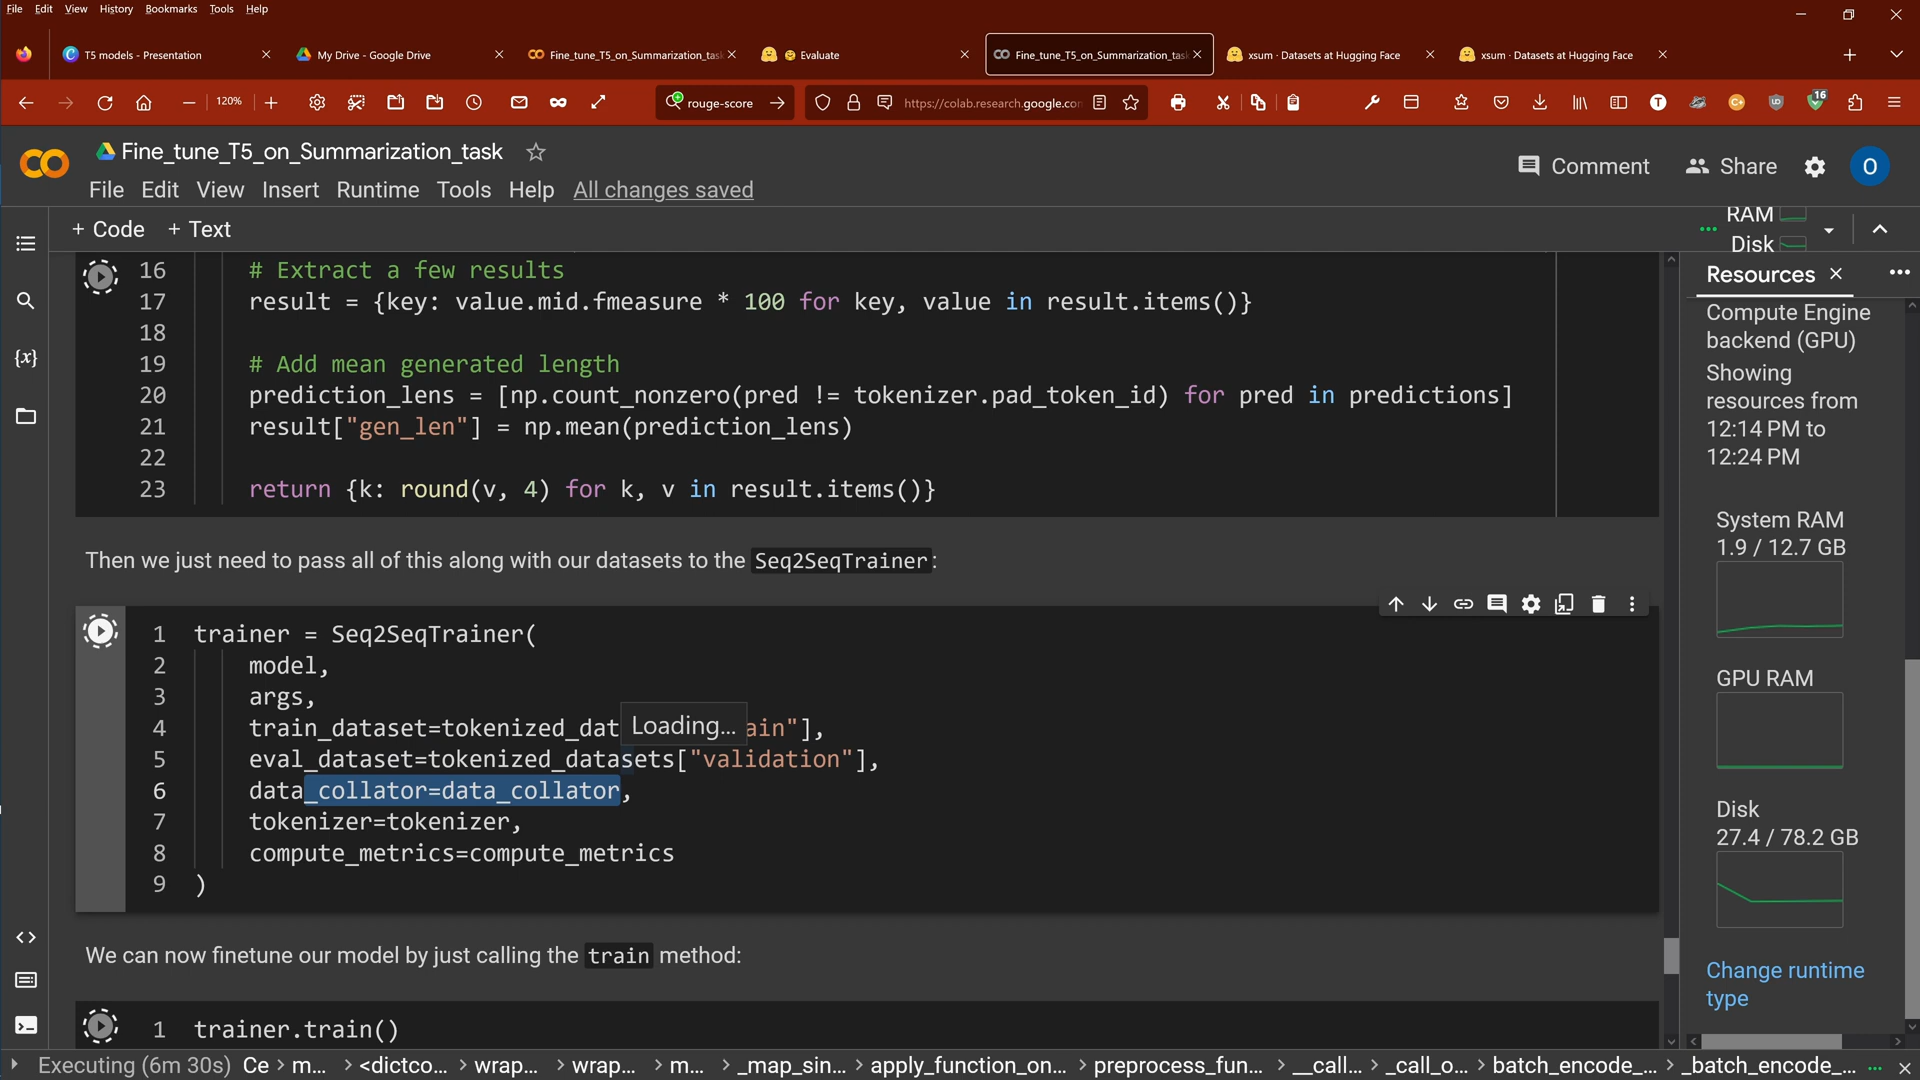 File Edit View History Bookmarks Tools Help
T5 models - Presentation
My Drive - Google Drive
Fine_tune_T5_on_Summarization_tas
Evaluate
Fine_tune_T5_on_Summarization_tas
xsum · Datasets at Hugging Face
xsum · Datasets at Hugging Face
120%
rouge-score
https://colab.research.google.co
16
Fine_tune_T5_on_Summarization_task
Comment
Share
O
File Edit View Insert Runtime Tools Help All changes saved
+ Code + Text
RAM
Disk
16 # Extract a few results
17 result = {key: value.mid.fmeasure * 100 for key, value in result.items()}
18
19 # Add mean generated length
20 prediction_lens = [np.count_nonzero(pred != tokenizer.pad_token_id) for pred in predictions]
21 result["gen_len"] = np.mean(prediction_lens)
22
23 return {k: round(v, 4) for k, v in result.items()}
Then we just need to pass all of this along with our datasets to the Seq2SeqTrainer:
1 trainer = Seq2SeqTrainer(
2 model,
3 args,
4 train_dataset=tokenized_dat Loading... ain"],
5 eval_dataset=tokenized_datasets["validation"],
6 data_collator=data_collator,
7 tokenizer=tokenizer,
8 compute_metrics=compute_metrics
9 )
We can now finetune our model by just calling the train method:
1 trainer.train()
Resources
Compute Engine
backend (GPU)
Showing
resources from
12:14 PM to
12:24 PM
System RAM
1.9 / 12.7 GB
GPU RAM
Disk
27.4 / 78.2 GB
Change runtime
type
Executing (6m 30s) Ce > m... > <dictco... > wrap... > wrap... > m... > _map_sin... > apply_function_on... > preprocess_fun... > __call... > _call_o... > batch_encode_... > _batch_encode_...